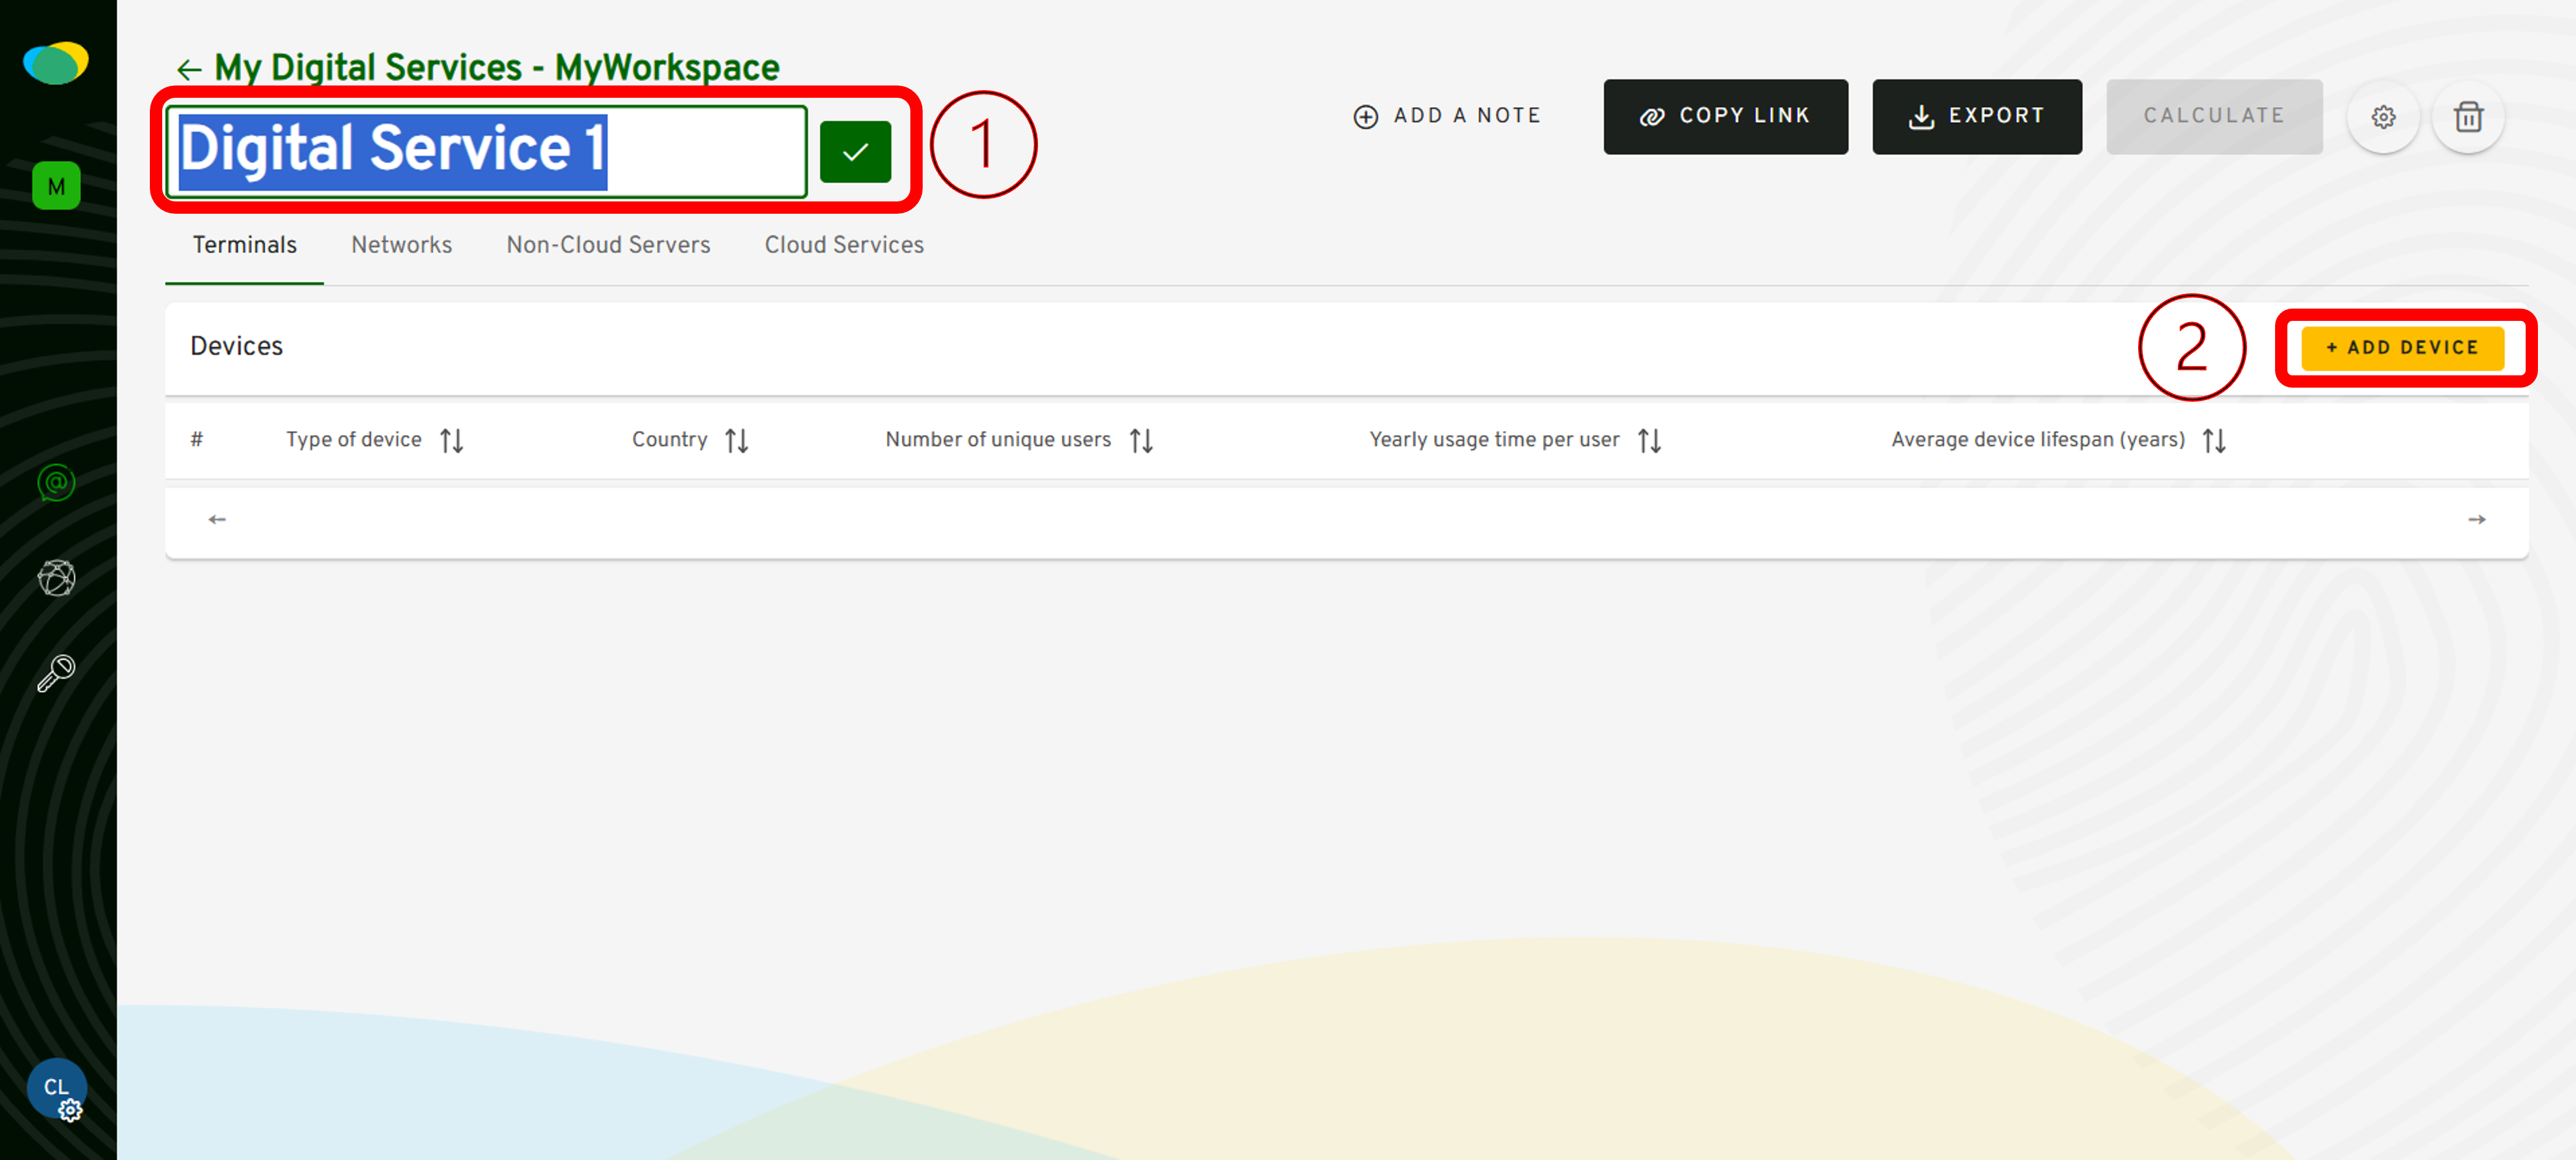 ← My Digital Services - MyWorkspace
Digital Service 1
1
ADD A NOTE
COPY LINK
EXPORT
CALCULATE
M
Terminals
Networks
Non-Cloud Servers
Cloud Services
Devices
2
+ ADD DEVICE
#
Type of device
Country
Number of unique users
Yearly usage time per user
Average device lifespan (years)
@
CL